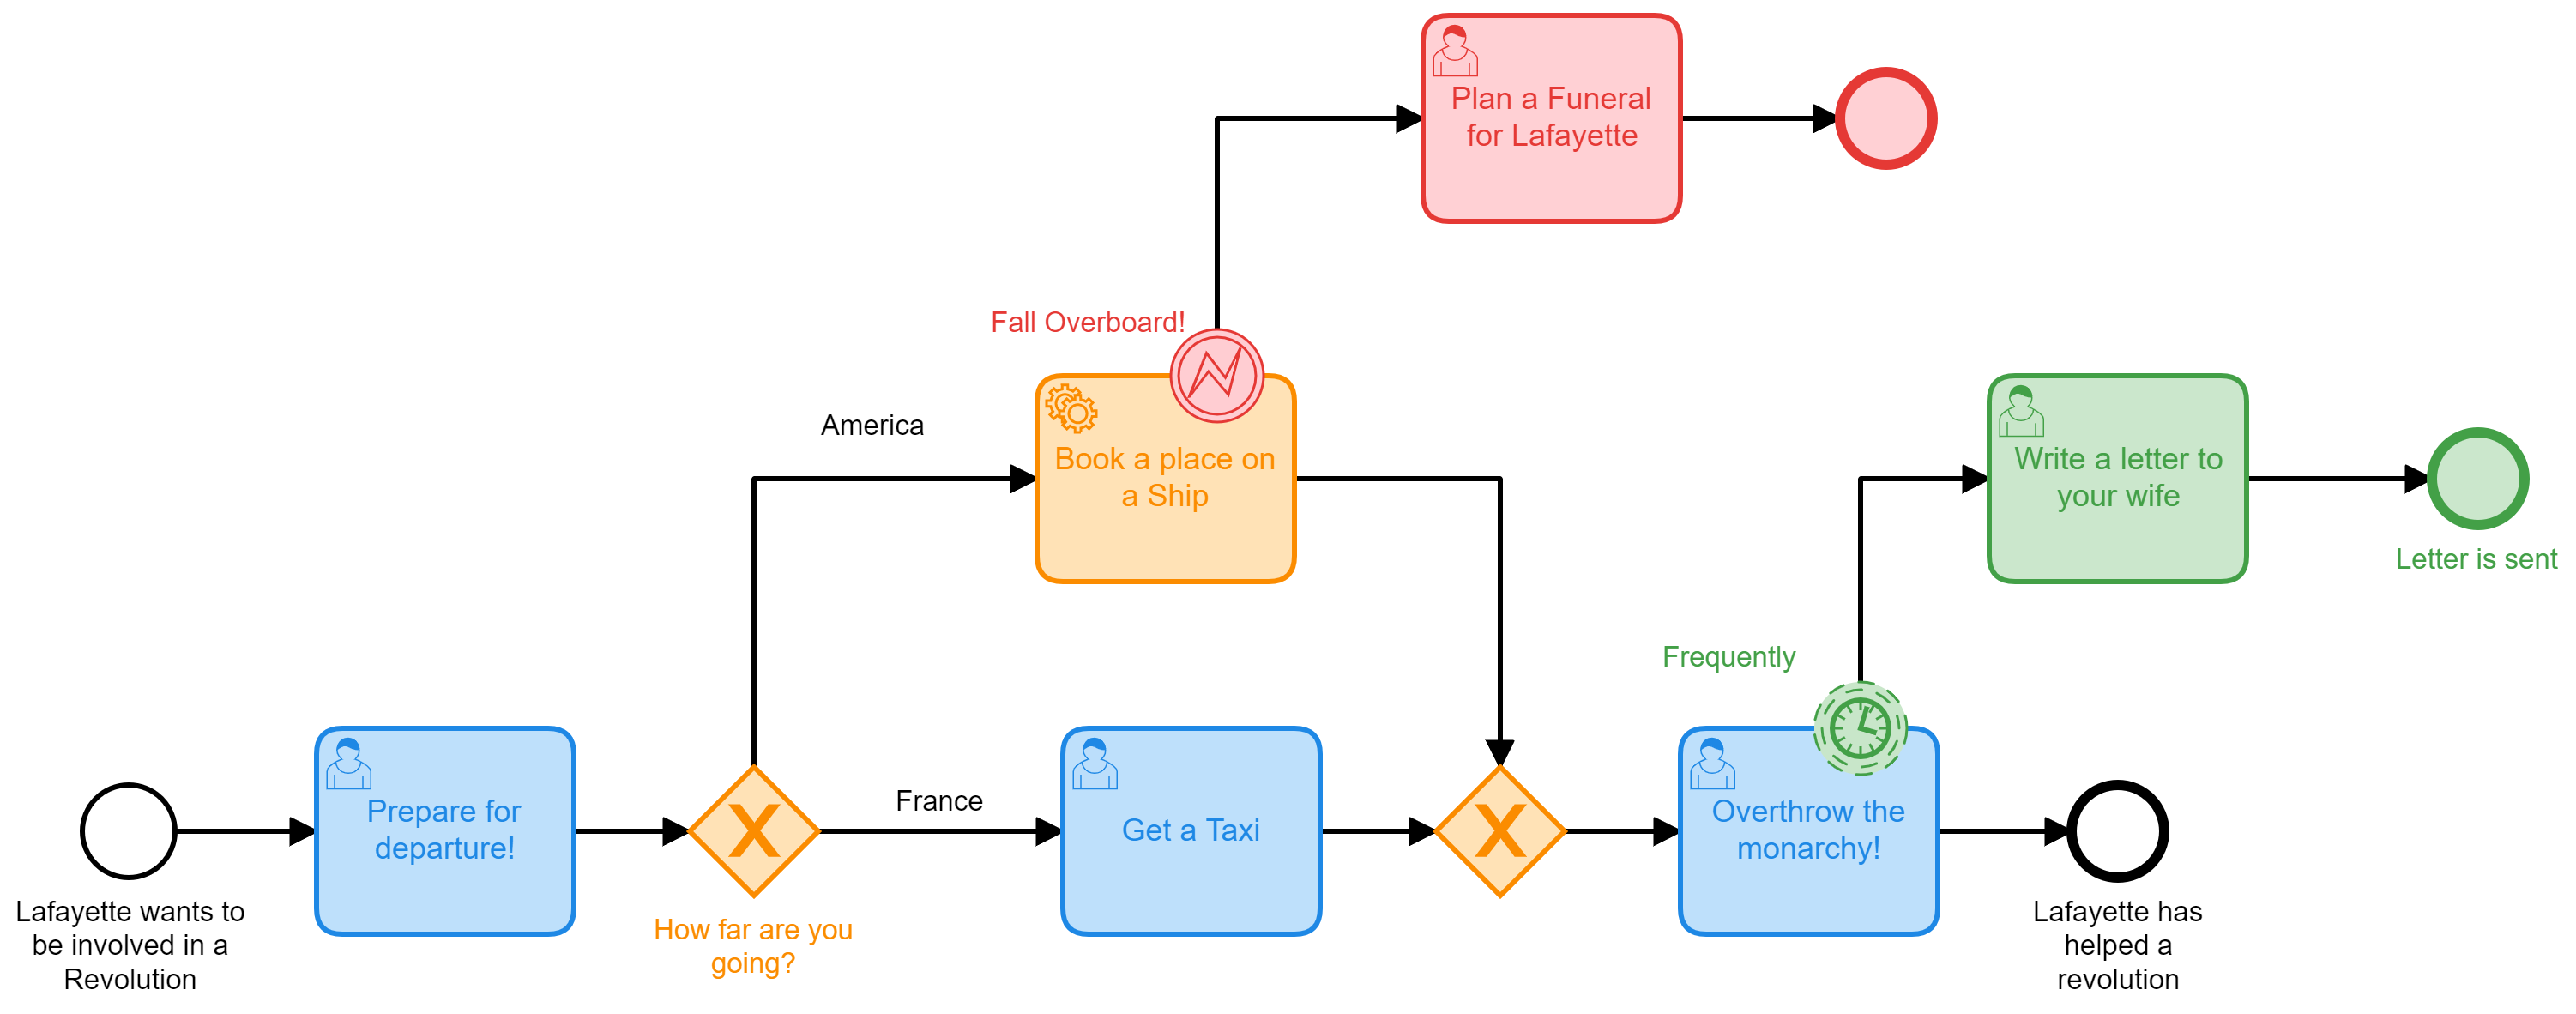 Plan a Funeral
for Lafayette
Fall Overboard!
America
Book a place on
a Ship
Write a letter to
your wife
Letter is sent
Frequently
Lafayette wants to
be involved in a
Revolution
Prepare for
departure!
X
How far are you
going?
France
Get a Taxi
X
Overthrow the
monarchy!
Lafayette has
helped a
revolution